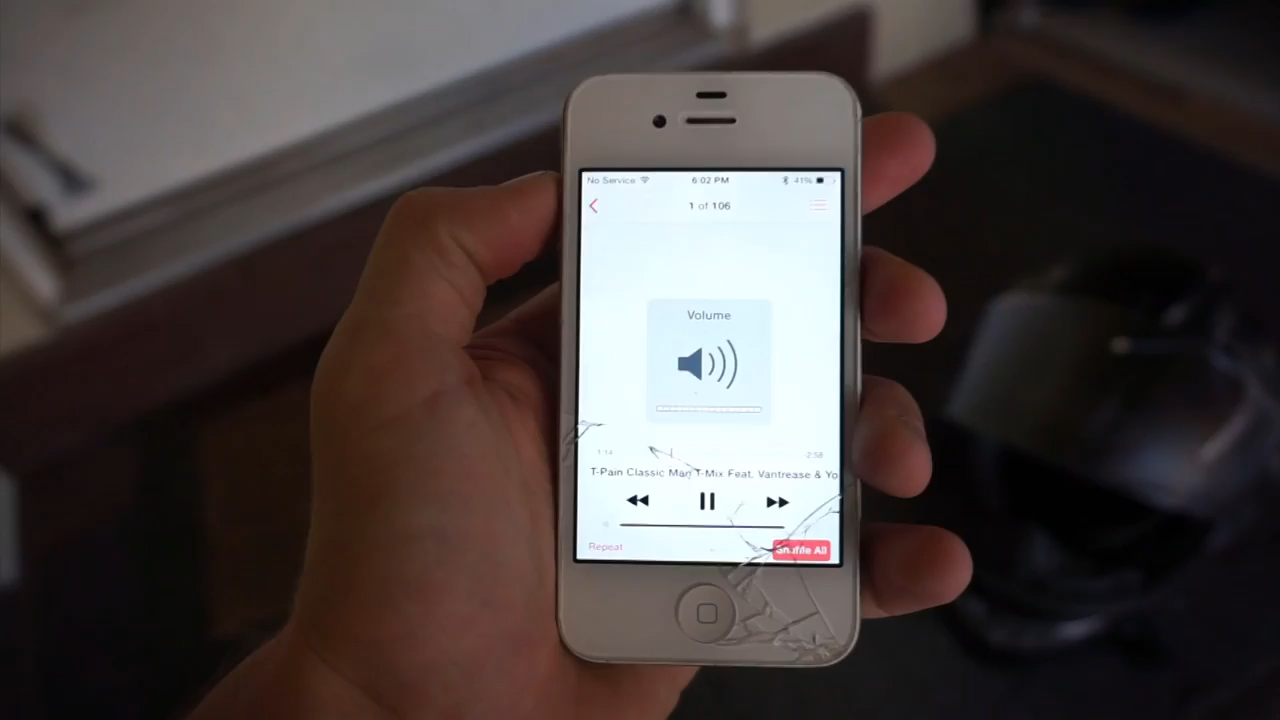 No Service 6:02 PM 41%
1 of 106
Volume
1:14 -2:58
T-Pain Classic Man T-Mix Feat. Vantrease & Yo
Repeat Shuffle All